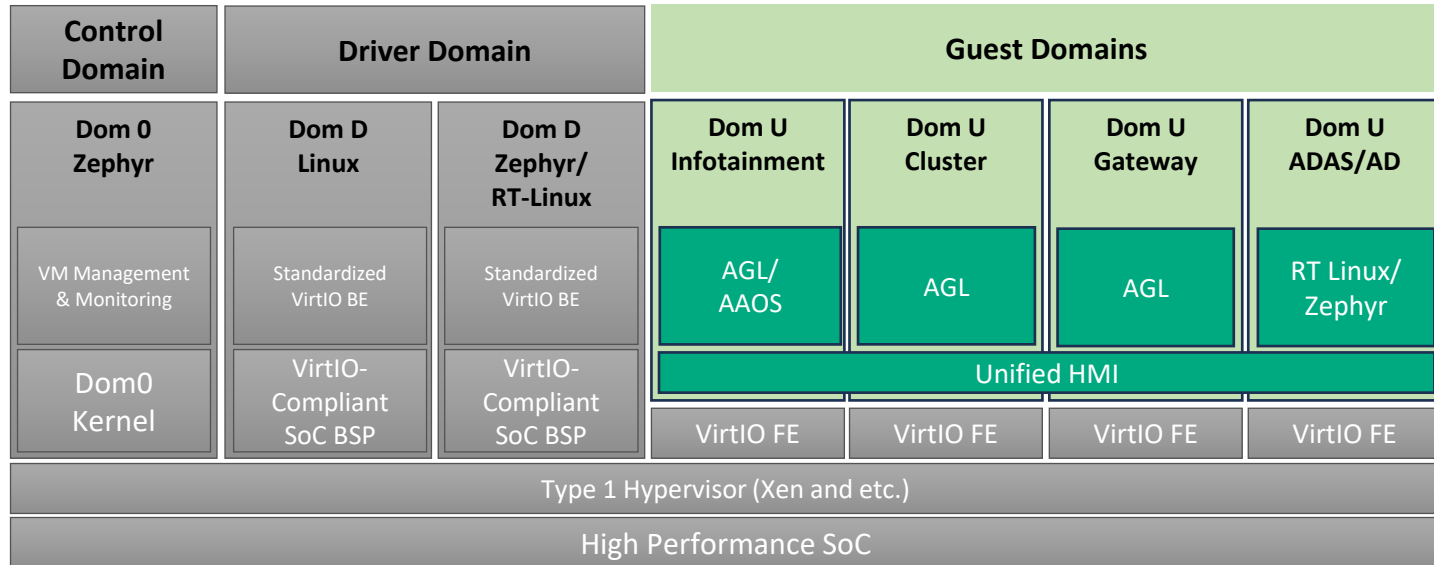 Control
Domain
Driver Domain
Guest Domains
Dom 0
Zephyr
Dom D
Linux
Dom D
Zephyr/
RT-Linux
Dom U
Infotainment
Dom U
Cluster
Dom U
Gateway
Dom U
ADAS/AD
VM Management
& Monitoring
Standardized
VirtIO BE
Standardized
VirtIO BE
AGL/
AAOS
AGL
AGL
RT Linux/
Zephyr
Dom0
Kernel
VirtIO-
Compliant
SoC BSP
VirtIO-
Compliant
SoC BSP
Unified HMI
VirtIO FE
VirtIO FE
VirtIO FE
VirtIO FE
Type 1 Hypervisor (Xen and etc.)
High Performance SoC